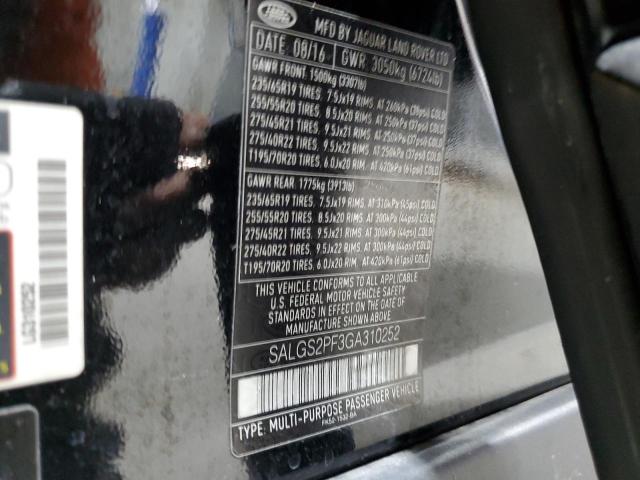 LAND ROVER
MFD BY JAGUAR LAND ROVER LTD
DATE 08/16 GWR 3050kg (6724lb)
GAWR FRONT 1500kg (3307lb)
235/65R19 TIRES, 7.5Jx19 RIMS, AT 260kPa (38psi) COLD
255/55R20 TIRES, 8.5Jx20 RIMS, AT 250kPa (37psi) COLD
275/45R21 TIRES, 9.5Jx21 RIMS, AT 250kPa (37psi) COLD
275/40R22 TIRES, 9.5Jx22 RIMS, AT 250kPa (37psi) COLD
T195/70R20 TIRES, 6.0Jx20 RIM, AT 420kPa (61psi) COLD
GAWR REAR 1775kg (3913lb)
235/65R19 TIRES, 7.5Jx19 RIMS, AT 310kPa (45psi) COLD
255/55R20 TIRES, 8.5Jx20 RIMS, AT 300kPa (44psi) COLD
275/45R21 TIRES, 9.5Jx21 RIMS, AT 300kPa (44psi) COLD
275/40R22 TIRES, 9.5Jx22 RIMS, AT 300kPa (44psi) COLD
T195/70R20 TIRES, 6.0Jx20 RIM, AT 420kPa (61psi) COLD
THIS VEHICLE CONFORMS TO ALL APPLICABLE
U.S. FEDERAL MOTOR VEHICLE SAFETY
STANDARDS IN EFFECT ON THE DATE OF
MANUFACTURE SHOWN ABOVE.
SALGS2PF3GA310252
TYPE: MULTI-PURPOSE PASSENGER VEHICLE
LG310252